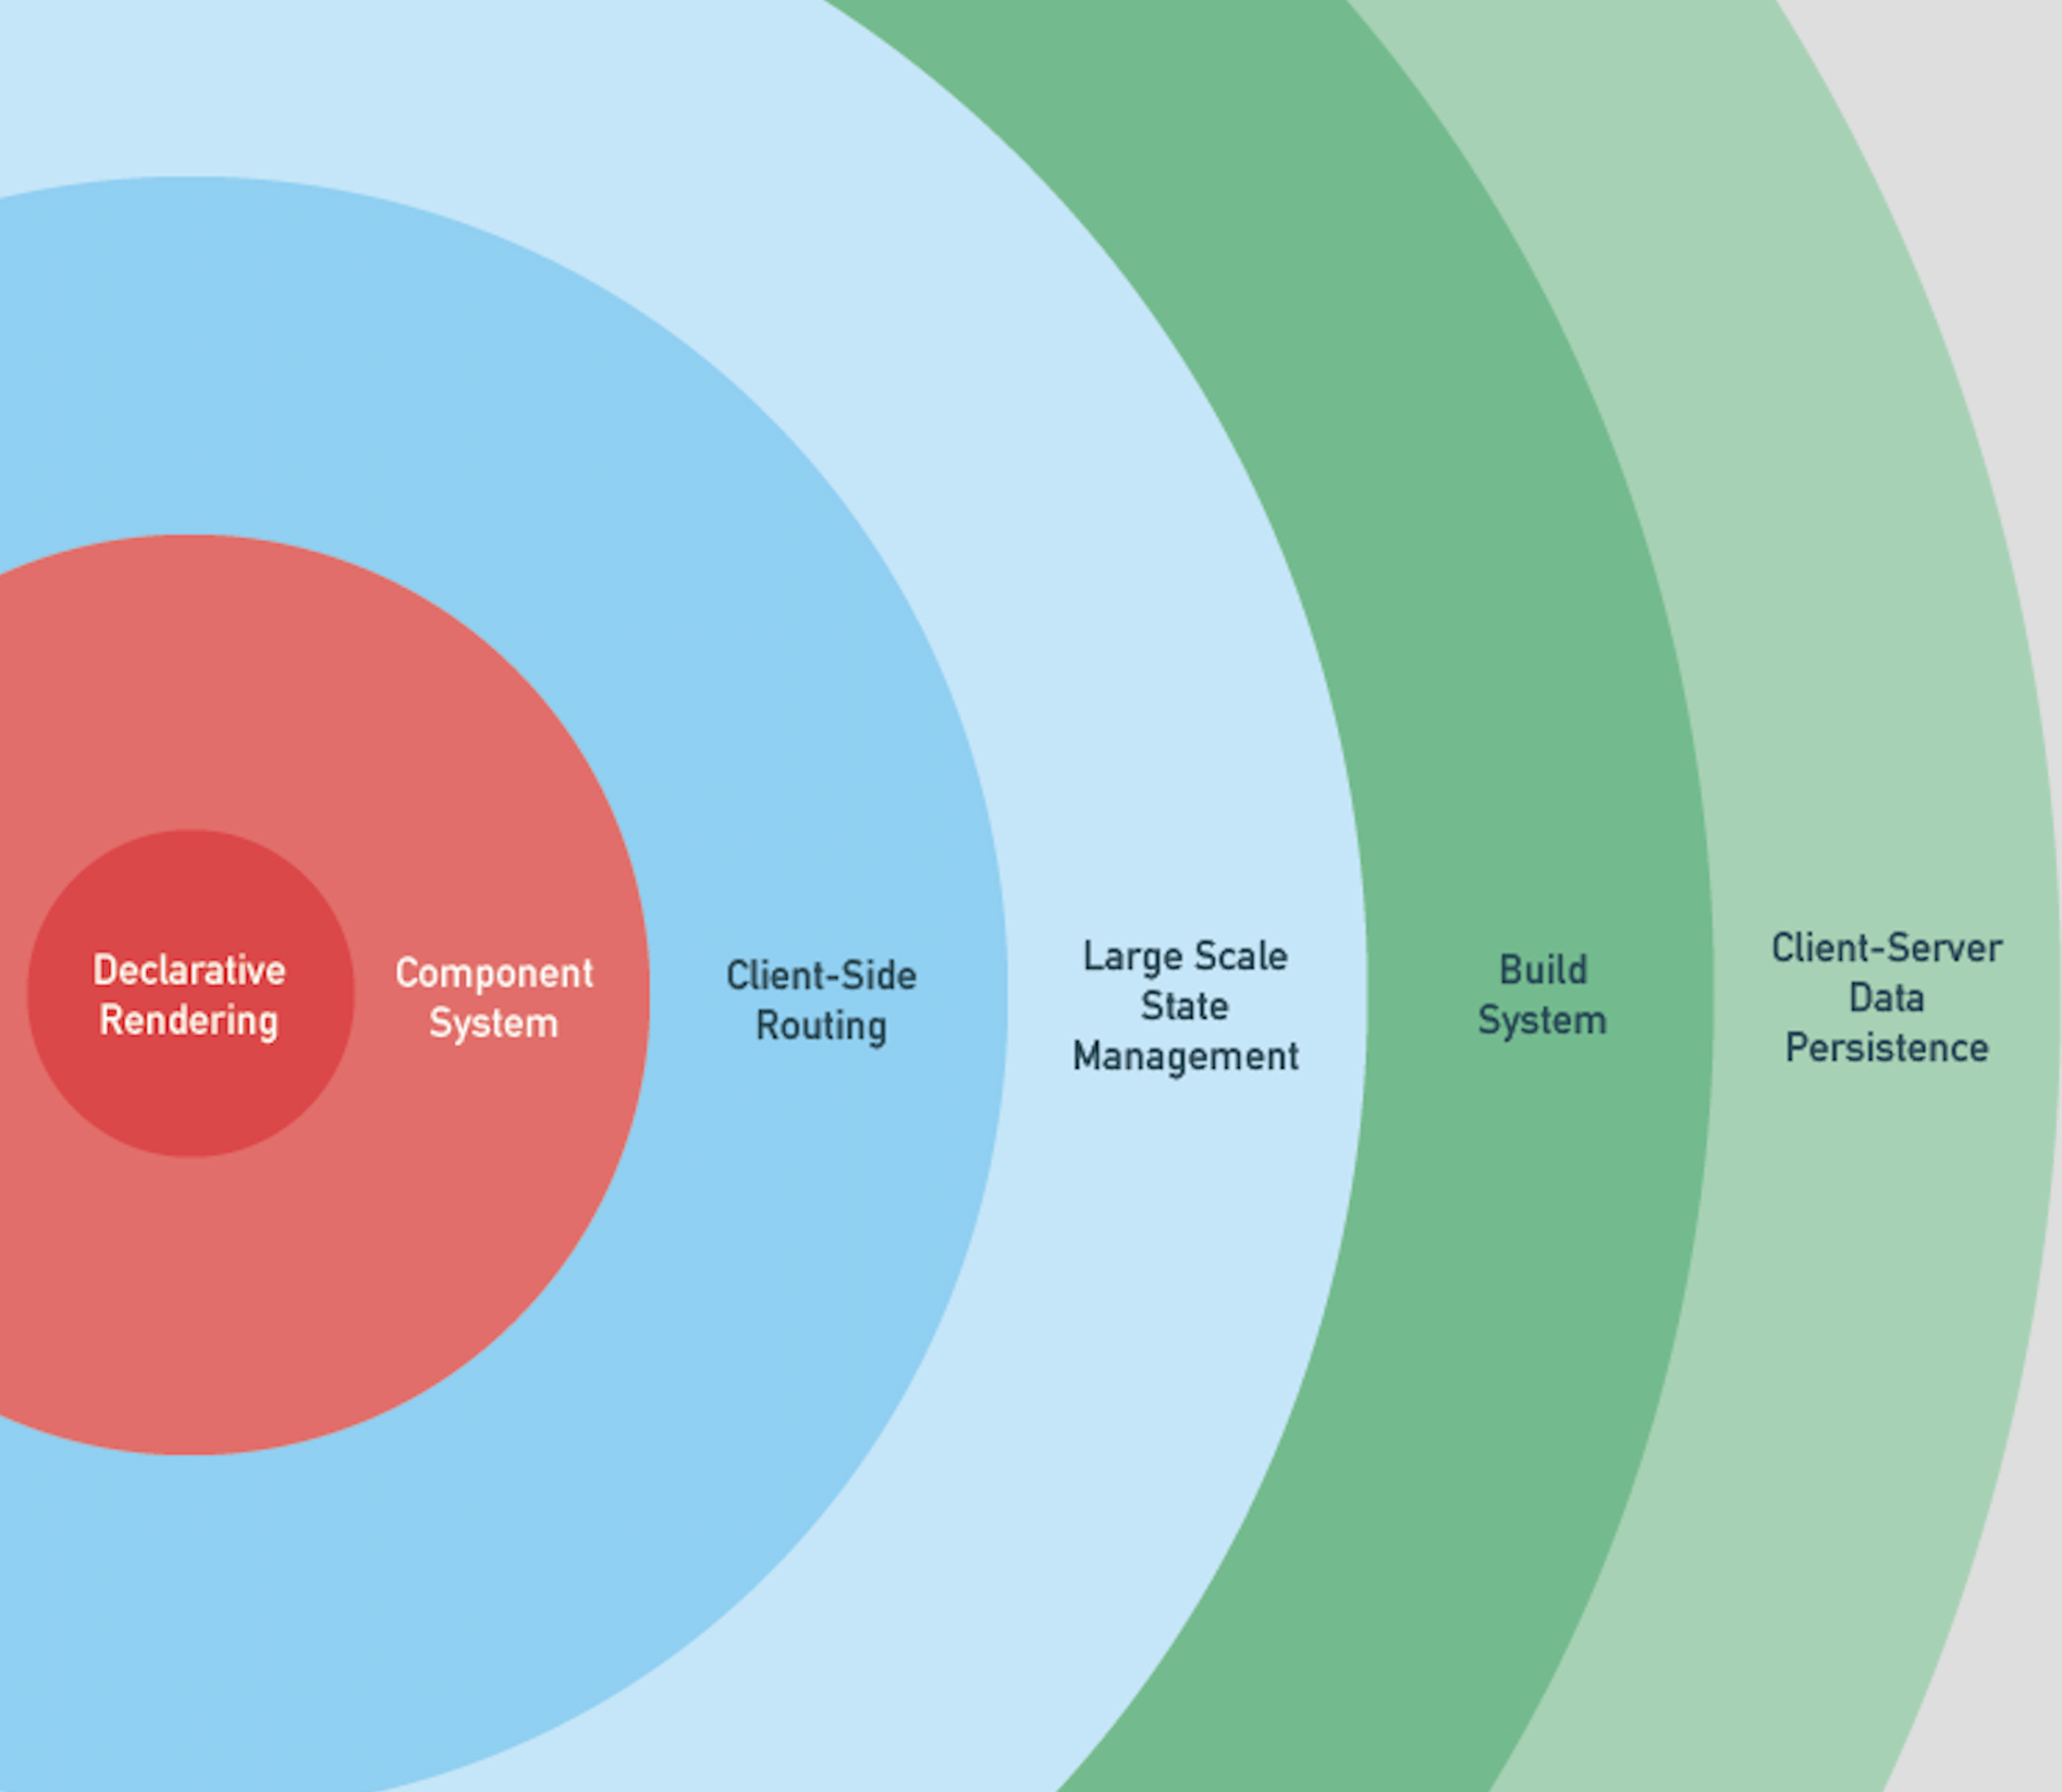 Declarative
Rendering
Component
System
Client-Side
Routing
Large Scale
State
Management
Build
System
Client-Server
Data
Persistence